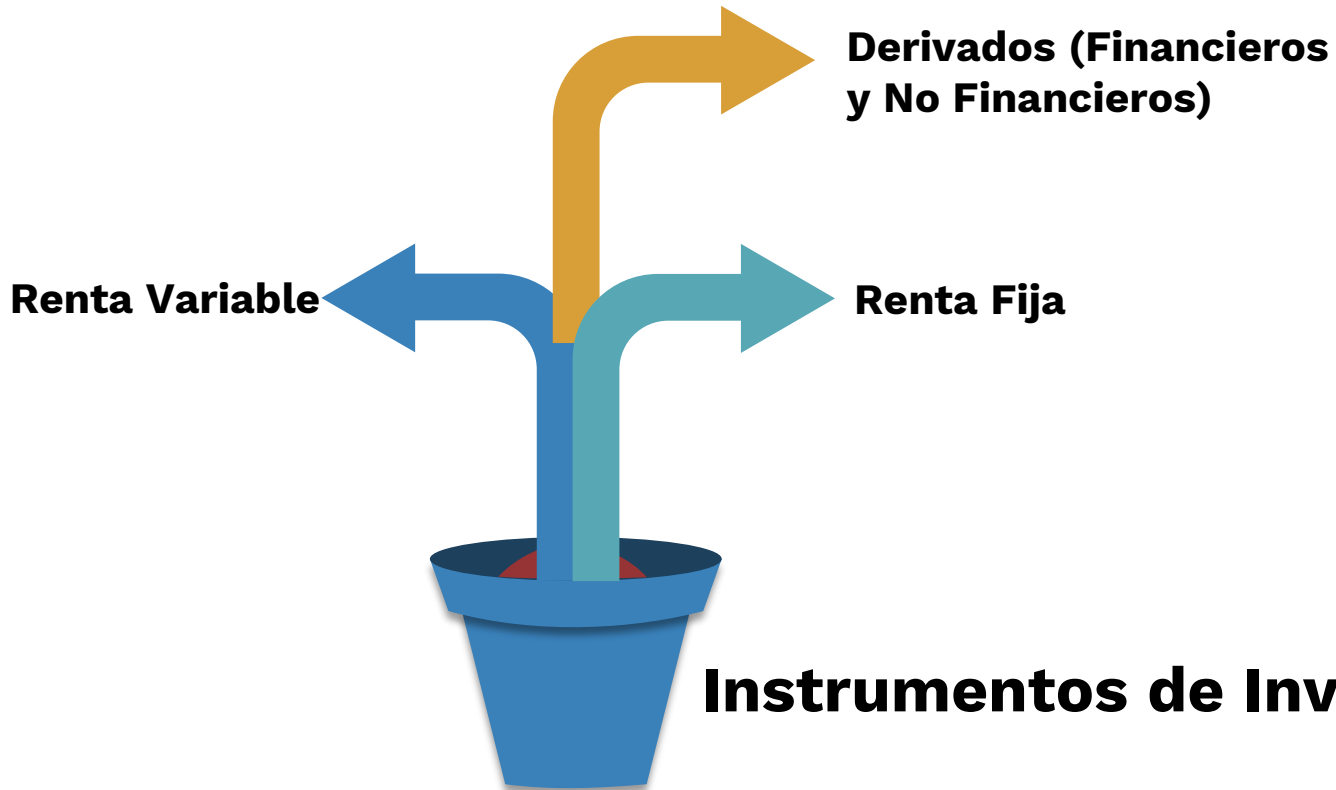 Derivados (Financieros
y No Financieros)
Renta Variable
Renta Fija
Instrumentos de Inv